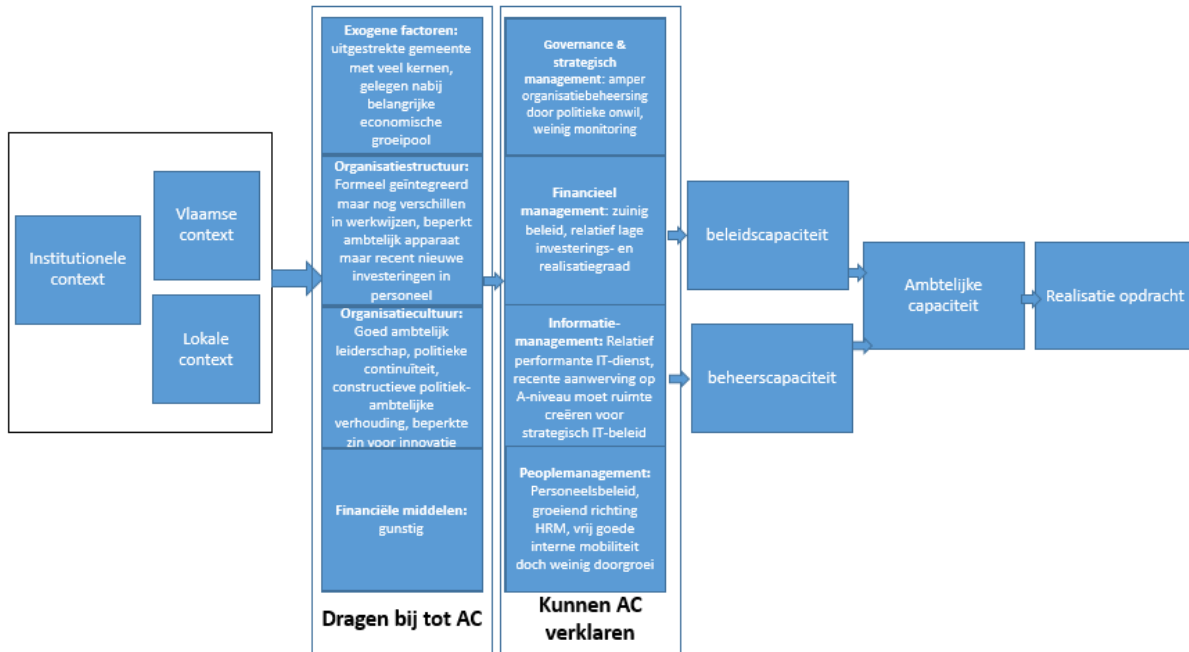 Institutionele
context
Vlaamse
context
Lokale
context
Exogene factoren:
uitgestrekte gemeente
met veel kernen,
gelegen nabij
belangrijke
economische
groeipool
Organisatiestructuur:
Formeel geïntegreerd
maar nog verschillen
in werkwijzen, beperkt
ambtelijk apparaat
maar recent nieuwe
investeringen in
personeel
Organisatiecultuur:
Goed ambtelijk
leiderschap, politieke
continuïteit,
constructieve politiek-
ambtelijke
verhouding, beperkte
zin voor innovatie
Financiële middelen:
gunstig
Dragen bij tot AC
Governance &
strategisch
management: amper
organisatiebeheersing
door politieke onwil,
weinig monitoring
Financieel
management: zuinig
beleid, relatief lage
investerings- en
realisatiegraad
Informatie-
management: Relatief
performante IT-dienst,
recente aanwerving op
A-niveau moet ruimte
creëren voor
strategisch IT-beleid
Peoplemanagement:
Personeelsbeleid,
groeiend richting
HRM, vrij goede
interne mobiliteit
doch weinig doorgroei
Kunnen AC
verklaren
beleidscapaciteit
beheerscapaciteit
Ambtelijke
capaciteit
Realisatie opdracht